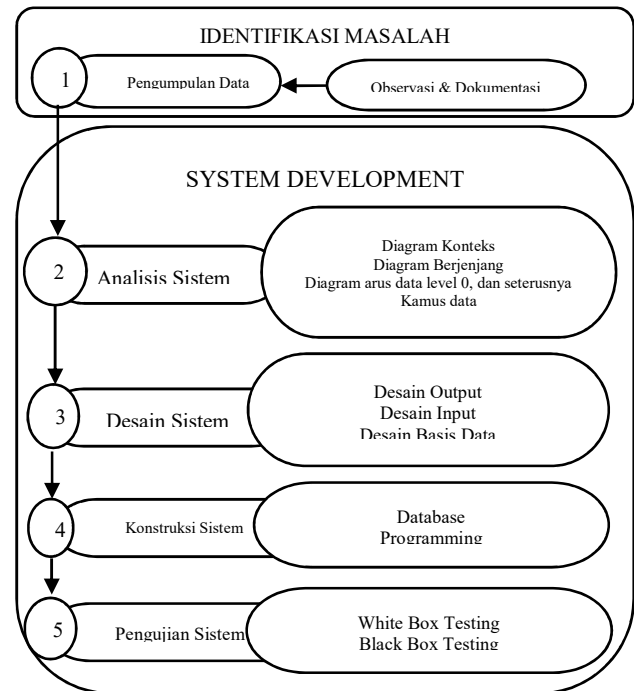 IDENTIFIKASI MASALAH
1
Pengumpulan Data
Observasi & Dokumentasi
SYSTEM DEVELOPMENT
2
Analisis Sistem
Diagram Konteks
Diagram Berjenjang
Diagram arus data level 0, dan seterusnya
Kamus data
3
Desain Sistem
Desain Output
Desain Input
Desain Basis Data
4
Konstruksi Sistem
Database
Programming
5
Pengujian Sistem
White Box Testing
Black Box Testing